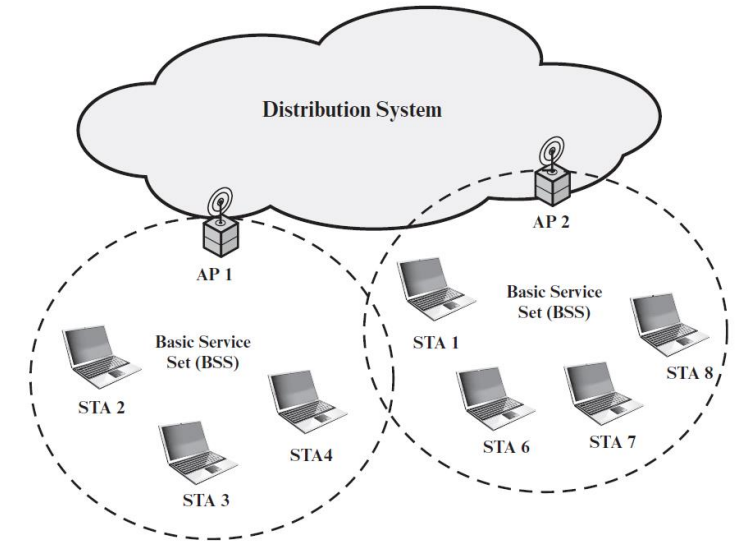 Distribution System
AP 2
AP 1
Basic Service
Set (BSS)
STA 1
STA 8
Basic Service
Set (BSS)
STA 2
STA4
STA 6
STA 7
STA 3